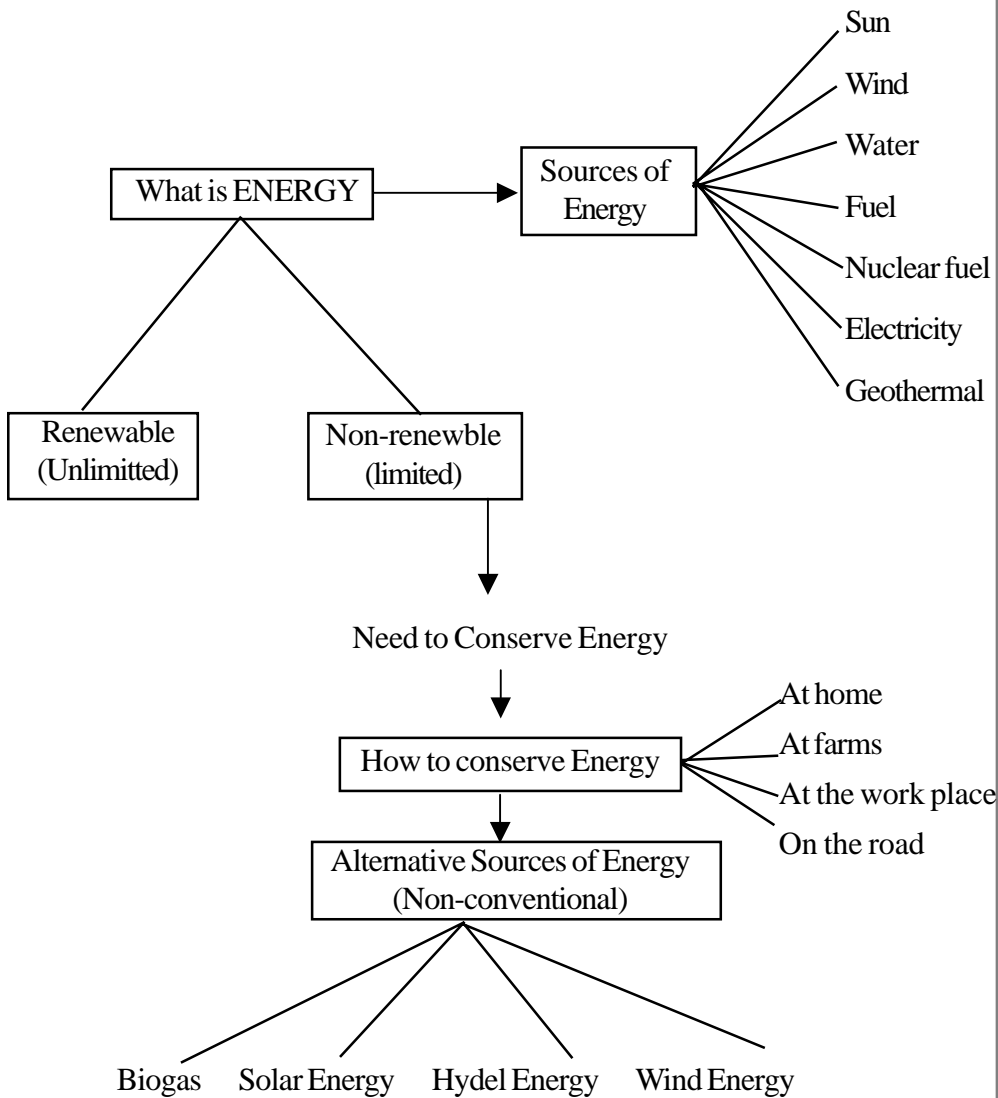 Sun
Wind
Water
Fuel
Nuclear fuel
Electricity
Geothermal
Sources of
Energy
What is ENERGY
Renewable
(Unlimitted)
Non-renewble
(limited)
Need to Conserve Energy
How to conserve Energy
At home
At farms
At the work place
On the road
Alternative Sources of Energy
(Non-conventional)
Biogas
Solar Energy
Hydel Energy
Wind Energy